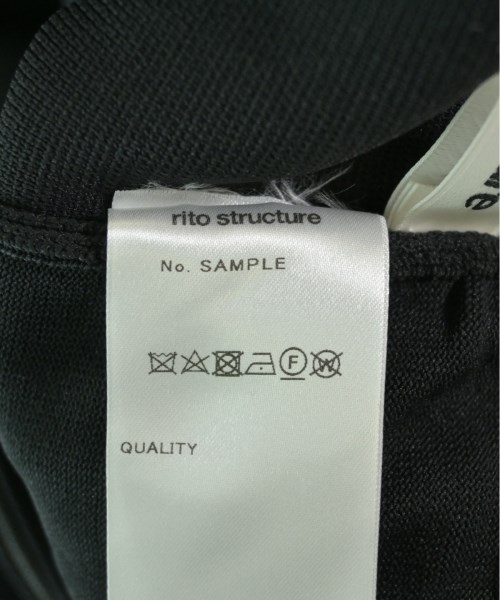 rito structure
No. SAMPLE
F W
QUALITY